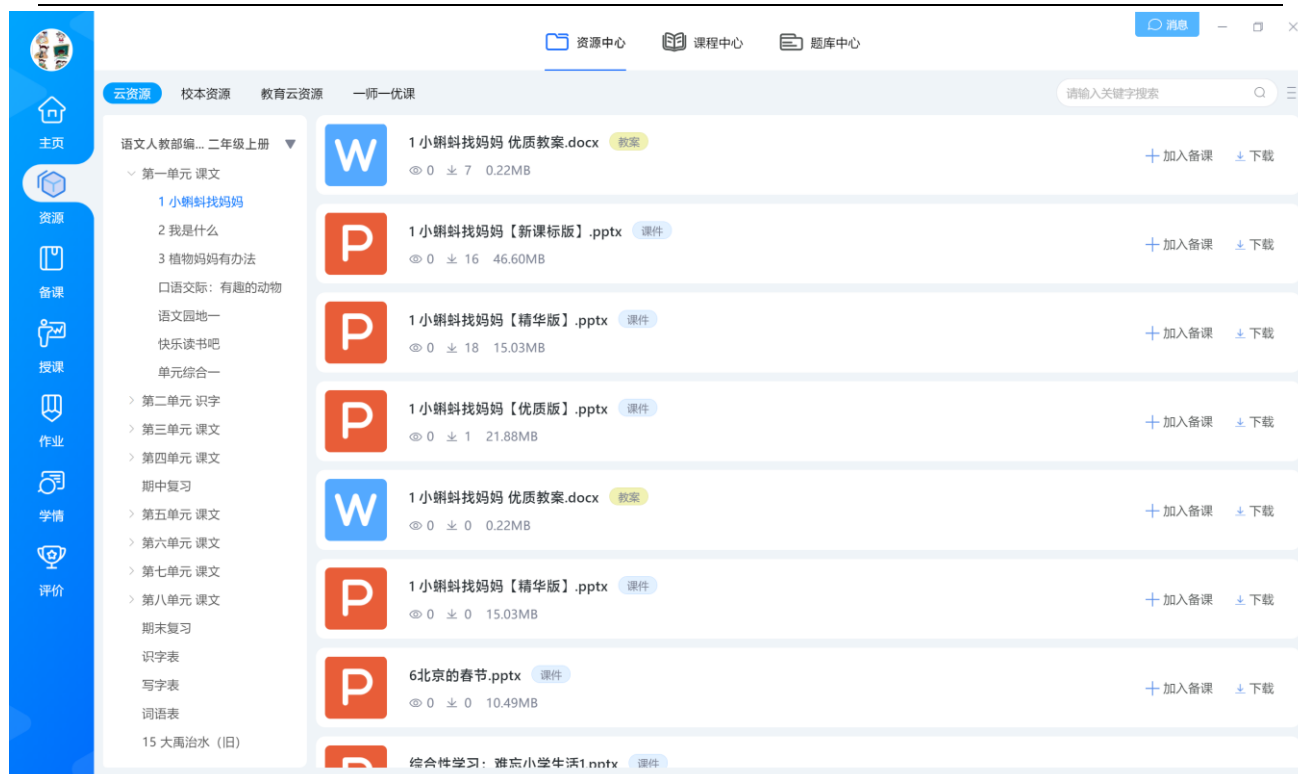 消息
资源中心 课程中心 题库中心
云资源 校本资源 教育云资源 一师一优课
请输入关键字搜索
主页
资源
备课
授课
作业
学情
评价
语文人教部编... 二年级上册
第一单元 课文
1 小蝌蚪找妈妈
2 我是什么
3 植物妈妈有办法
口语交际：有趣的动物
语文园地一
快乐读书吧
单元综合一
第二单元 识字
第三单元 课文
第四单元 课文
期中复习
第五单元 课文
第六单元 课文
第七单元 课文
第八单元 课文
期末复习
识字表
写字表
词语表
15 大禹治水（旧）
W
1 小蝌蚪找妈妈 优质教案.docx 教案
0 7 0.22MB
加入备课 下载
P
1 小蝌蚪找妈妈【新课标版】.pptx 课件
0 16 46.60MB
加入备课 下载
P
1 小蝌蚪找妈妈【精华版】.pptx 课件
0 18 15.03MB
加入备课 下载
P
1 小蝌蚪找妈妈【优质版】.pptx 课件
0 1 21.88MB
加入备课 下载
W
1 小蝌蚪找妈妈 优质教案.docx 教案
0 0 0.22MB
加入备课 下载
P
1 小蝌蚪找妈妈【精华版】.pptx 课件
0 0 15.03MB
加入备课 下载
P
6北京的春节.pptx 课件
0 0 10.49MB
加入备课 下载
综合性学习：难忘小学生活1.pptx 课件